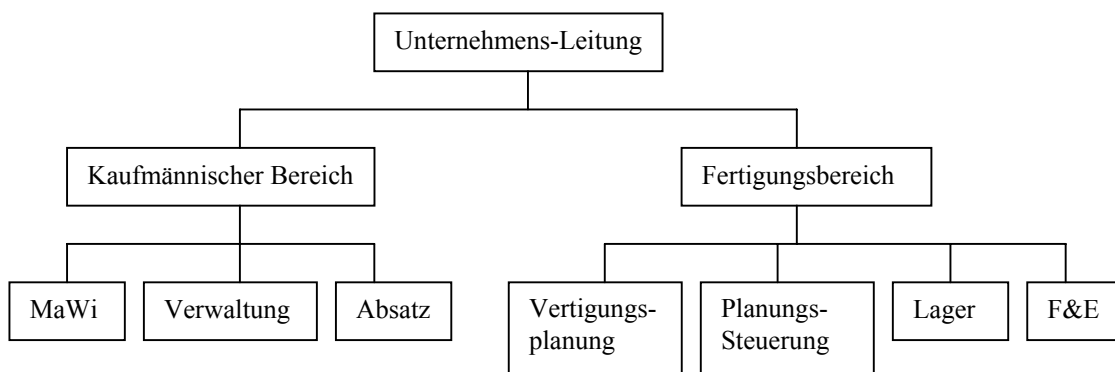 Unternehmens-Leitung
Kaufmännischer Bereich
Fertigungsbereich
MaWi
Verwaltung
Absatz
Vertigungs-
planung
Planungs-
Steuerung
Lager
F&E